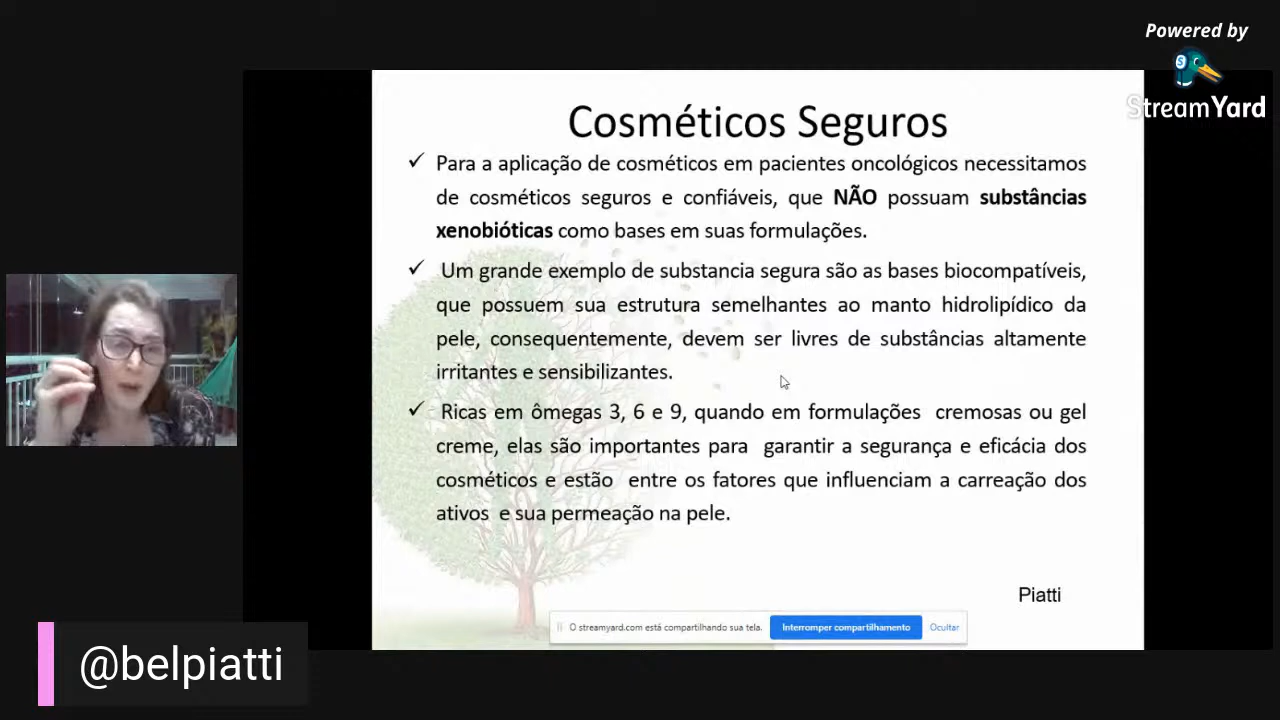 Powered by
StreamYard
Cosméticos Seguros
✓ Para a aplicação de cosméticos em pacientes oncológicos necessitamos
de cosméticos seguros e confiáveis, que NÃO possuam substâncias
xenobióticas como bases em suas formulações.
✓ Um grande exemplo de substancia segura são as bases biocompatíveis,
que possuem sua estrutura semelhantes ao manto hidrolipídico da
pele, consequentemente, devem ser livres de substâncias altamente
irritantes e sensibilizantes.
✓ Ricas em ômegas 3, 6 e 9, quando em formulações cremosas ou gel
creme, elas são importantes para garantir a segurança e eficácia dos
cosméticos e estão entre os fatores que influenciam a carreação dos
ativos e sua permeação na pele.
Piatti
O streamyard.com está compartilhando sua tela. Interromper compartilhamento Ocultar
@belpiatti